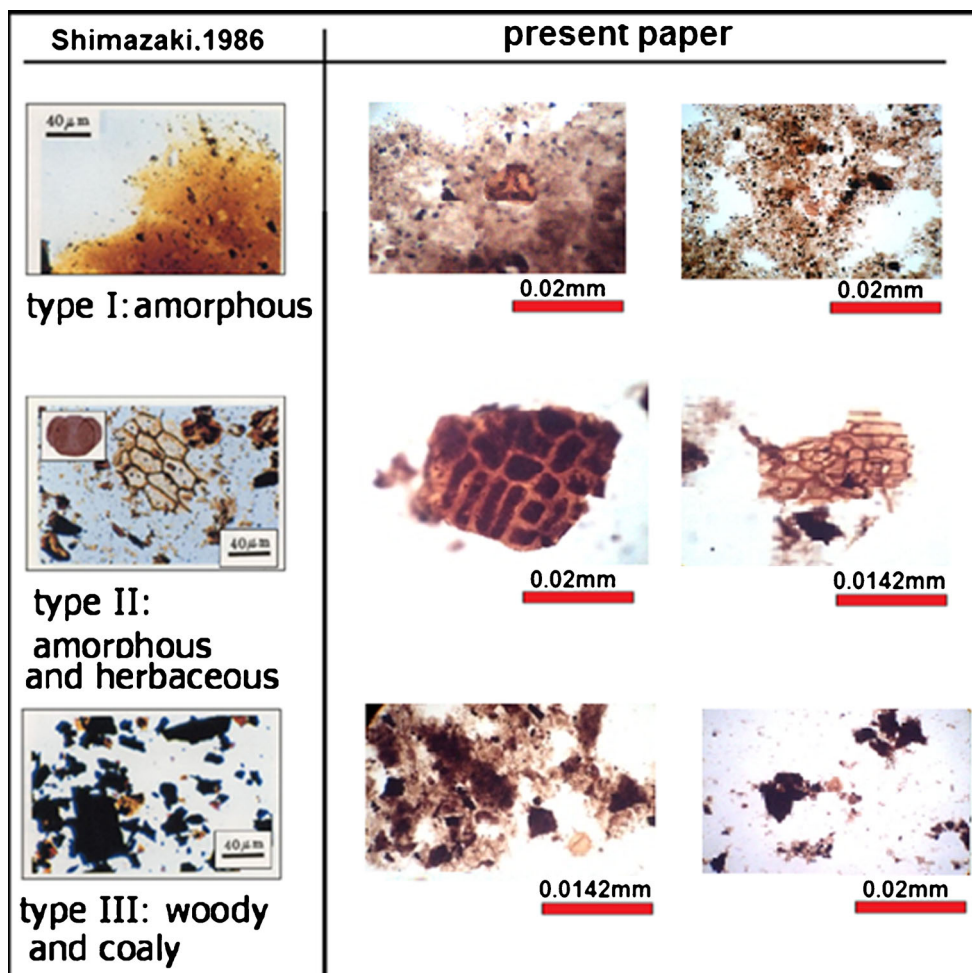 Shimazaki.1986
present paper
40μm
type I: amorphous
0.02mm
0.02mm
40μm
type II:
amorphous
and herbaceous
0.02mm
0.0142mm
40μm
type III: woody
and coaly
0.0142mm
0.02mm